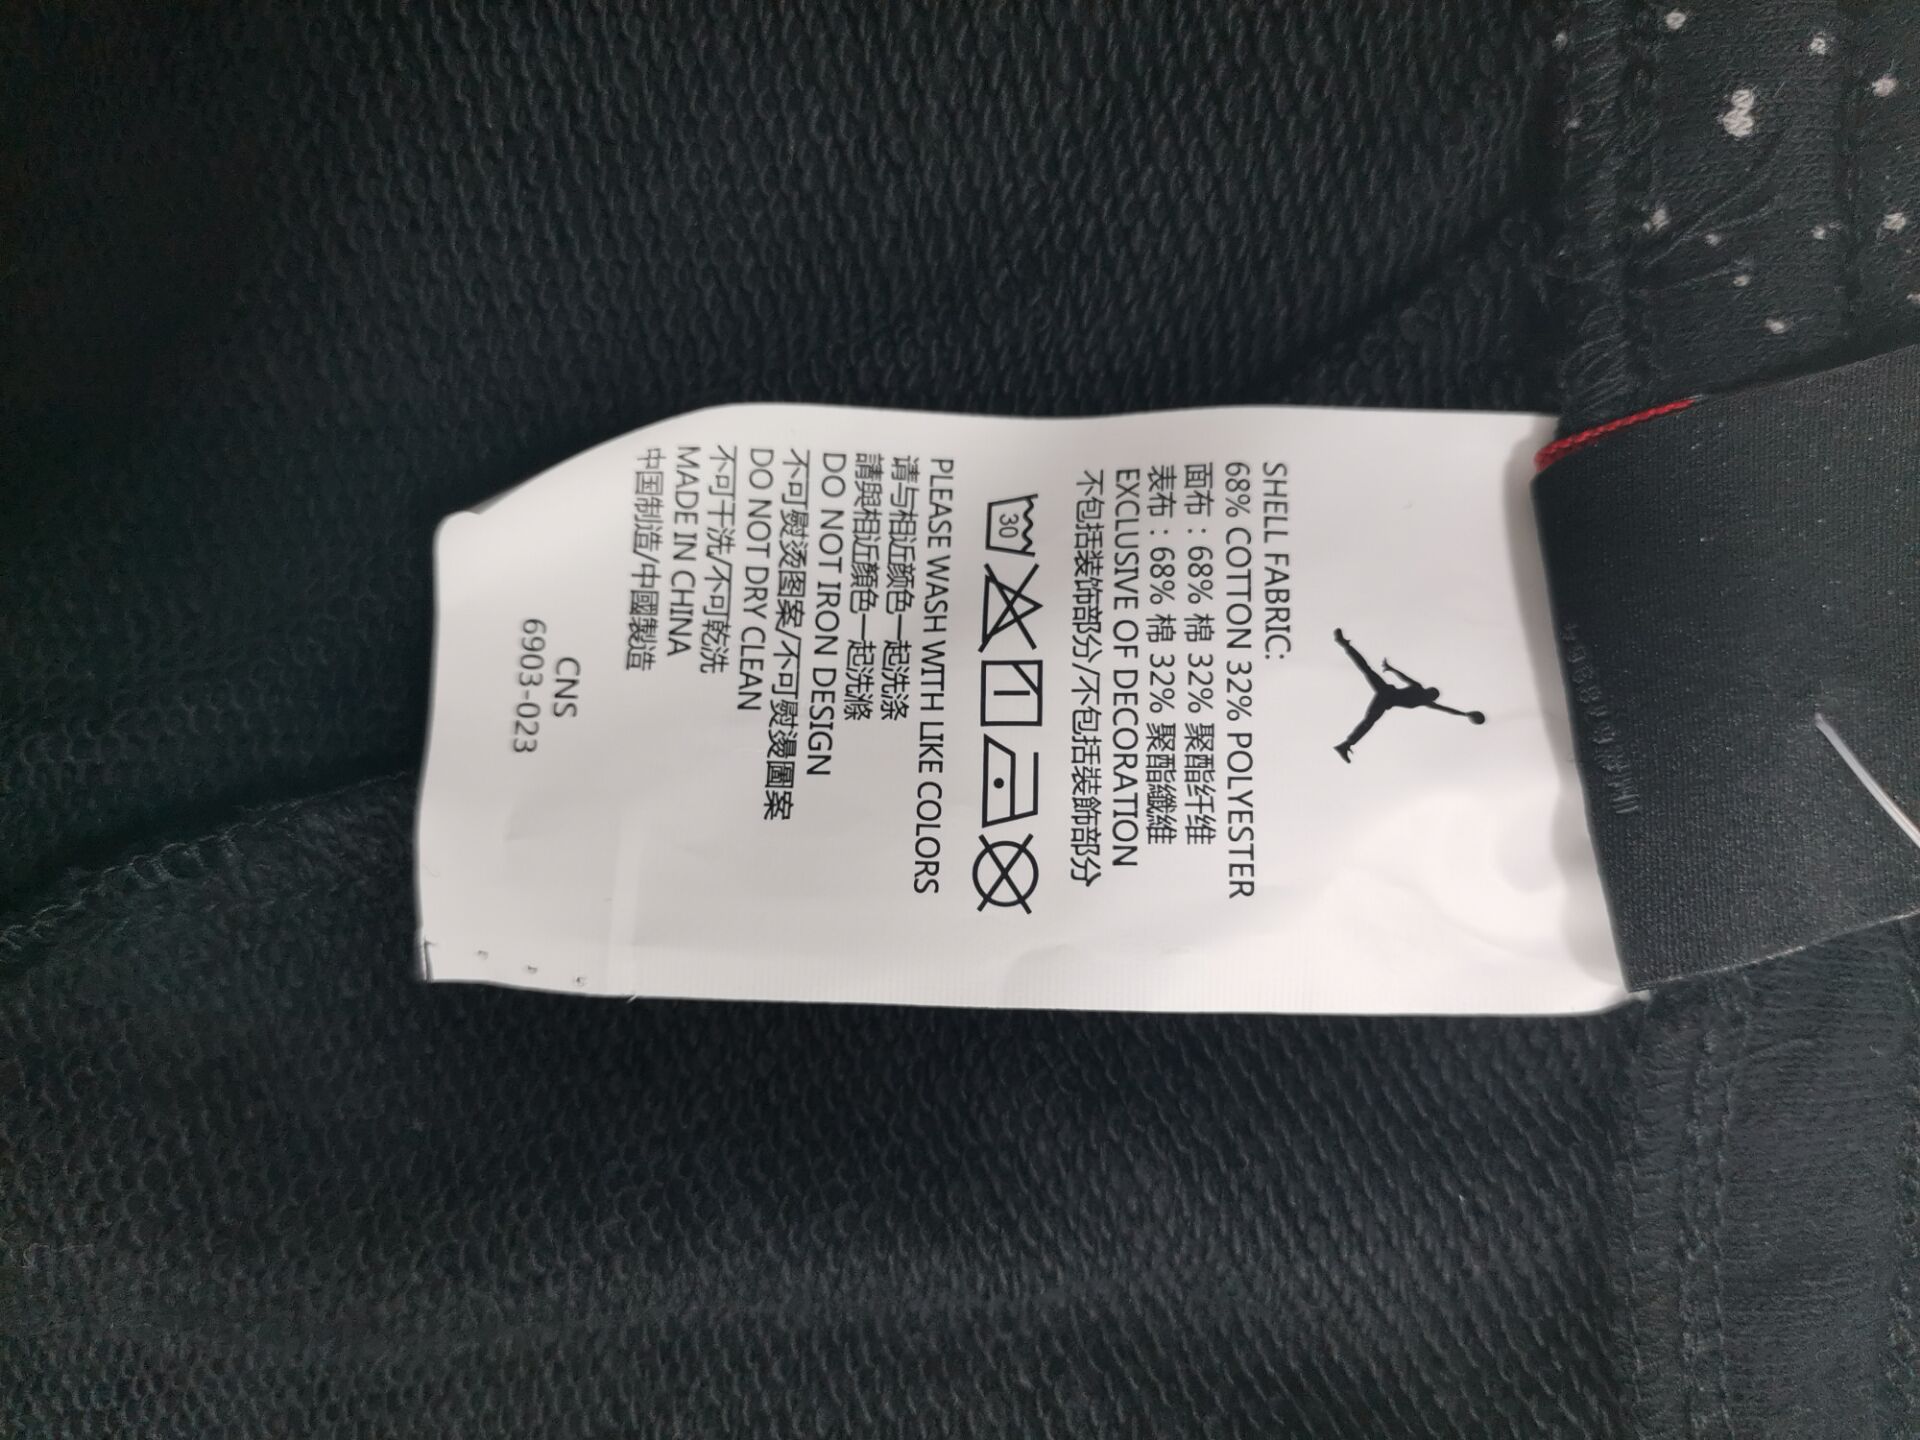 SHELL FABRIC:
68% COTTON 32% POLYESTER
面布：68% 棉 32% 聚酯纤维
表布：68% 棉 32% 聚酯纖維
EXCLUSIVE OF DECORATION
不包括装饰部分/不包括裝飾部分
30
PLEASE WASH WITH LIKE COLORS
请与相近颜色一起洗涤
請與相近顏色一起洗滌
DO NOT IRON DESIGN
不可熨烫图案/不可熨燙圖案
DO NOT DRY CLEAN
不可干洗/不可乾洗
MADE IN CHINA
中国制造/中國製造
CNS
6903-023